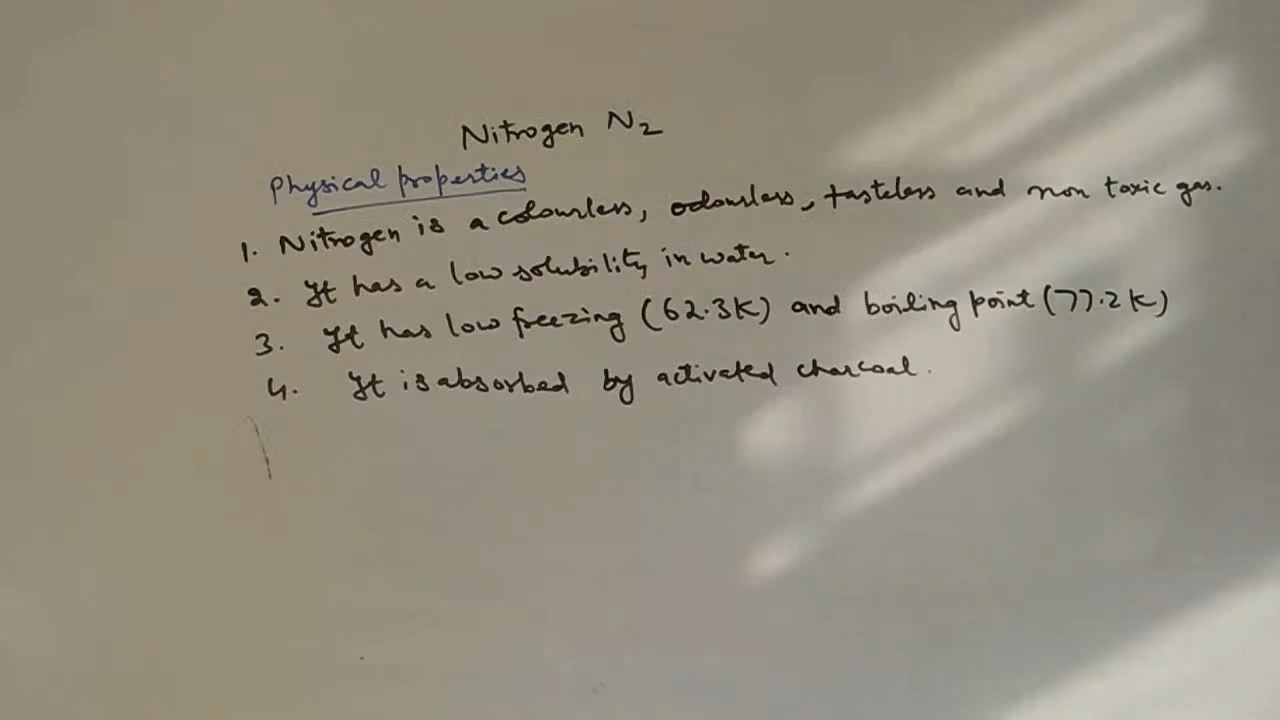 Nitrogen N₂
Physical properties
1. Nitrogen is a colourless, odourless, tasteless and non toxic gas.
2. It has a low solubility in water.
3. It has low freezing (62.3K) and boiling point (77.2K)
4. It is absorbed by activated charcoal.